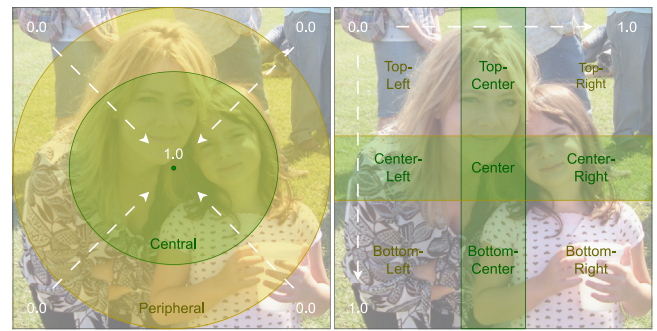 0.0
0.0
1.0
Central
Peripheral
0.0
0.0
0.0
1.0
Top-
Left
Top-
Center
Top-
Right
Center-
Left
Center
Center-
Right
Bottom-
Left
Bottom-
Center
Bottom-
Right
1.0